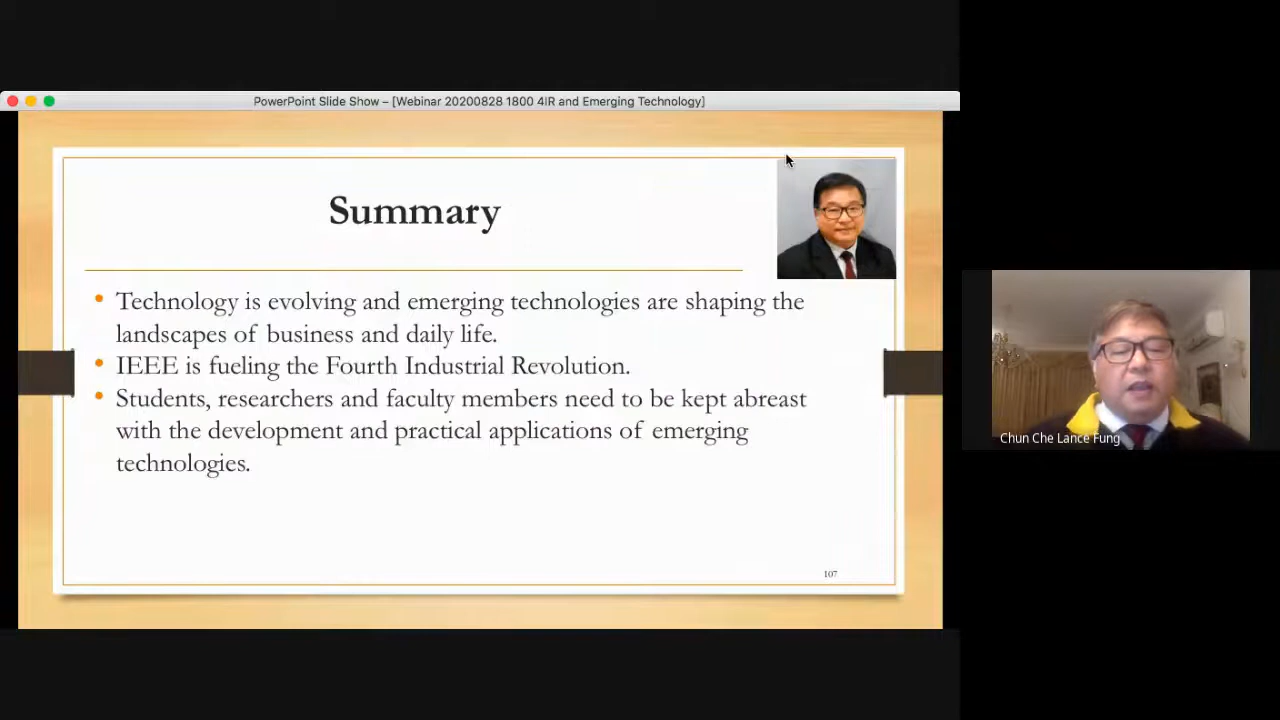 PowerPoint Slide Show – [Webinar 20200828 1800 4IR and Emerging Technology]
Summary
• Technology is evolving and emerging technologies are shaping the
landscapes of business and daily life.
• IEEE is fueling the Fourth Industrial Revolution.
• Students, researchers and faculty members need to be kept abreast
with the development and practical applications of emerging
technologies.
107
Chun Che Lance Fung